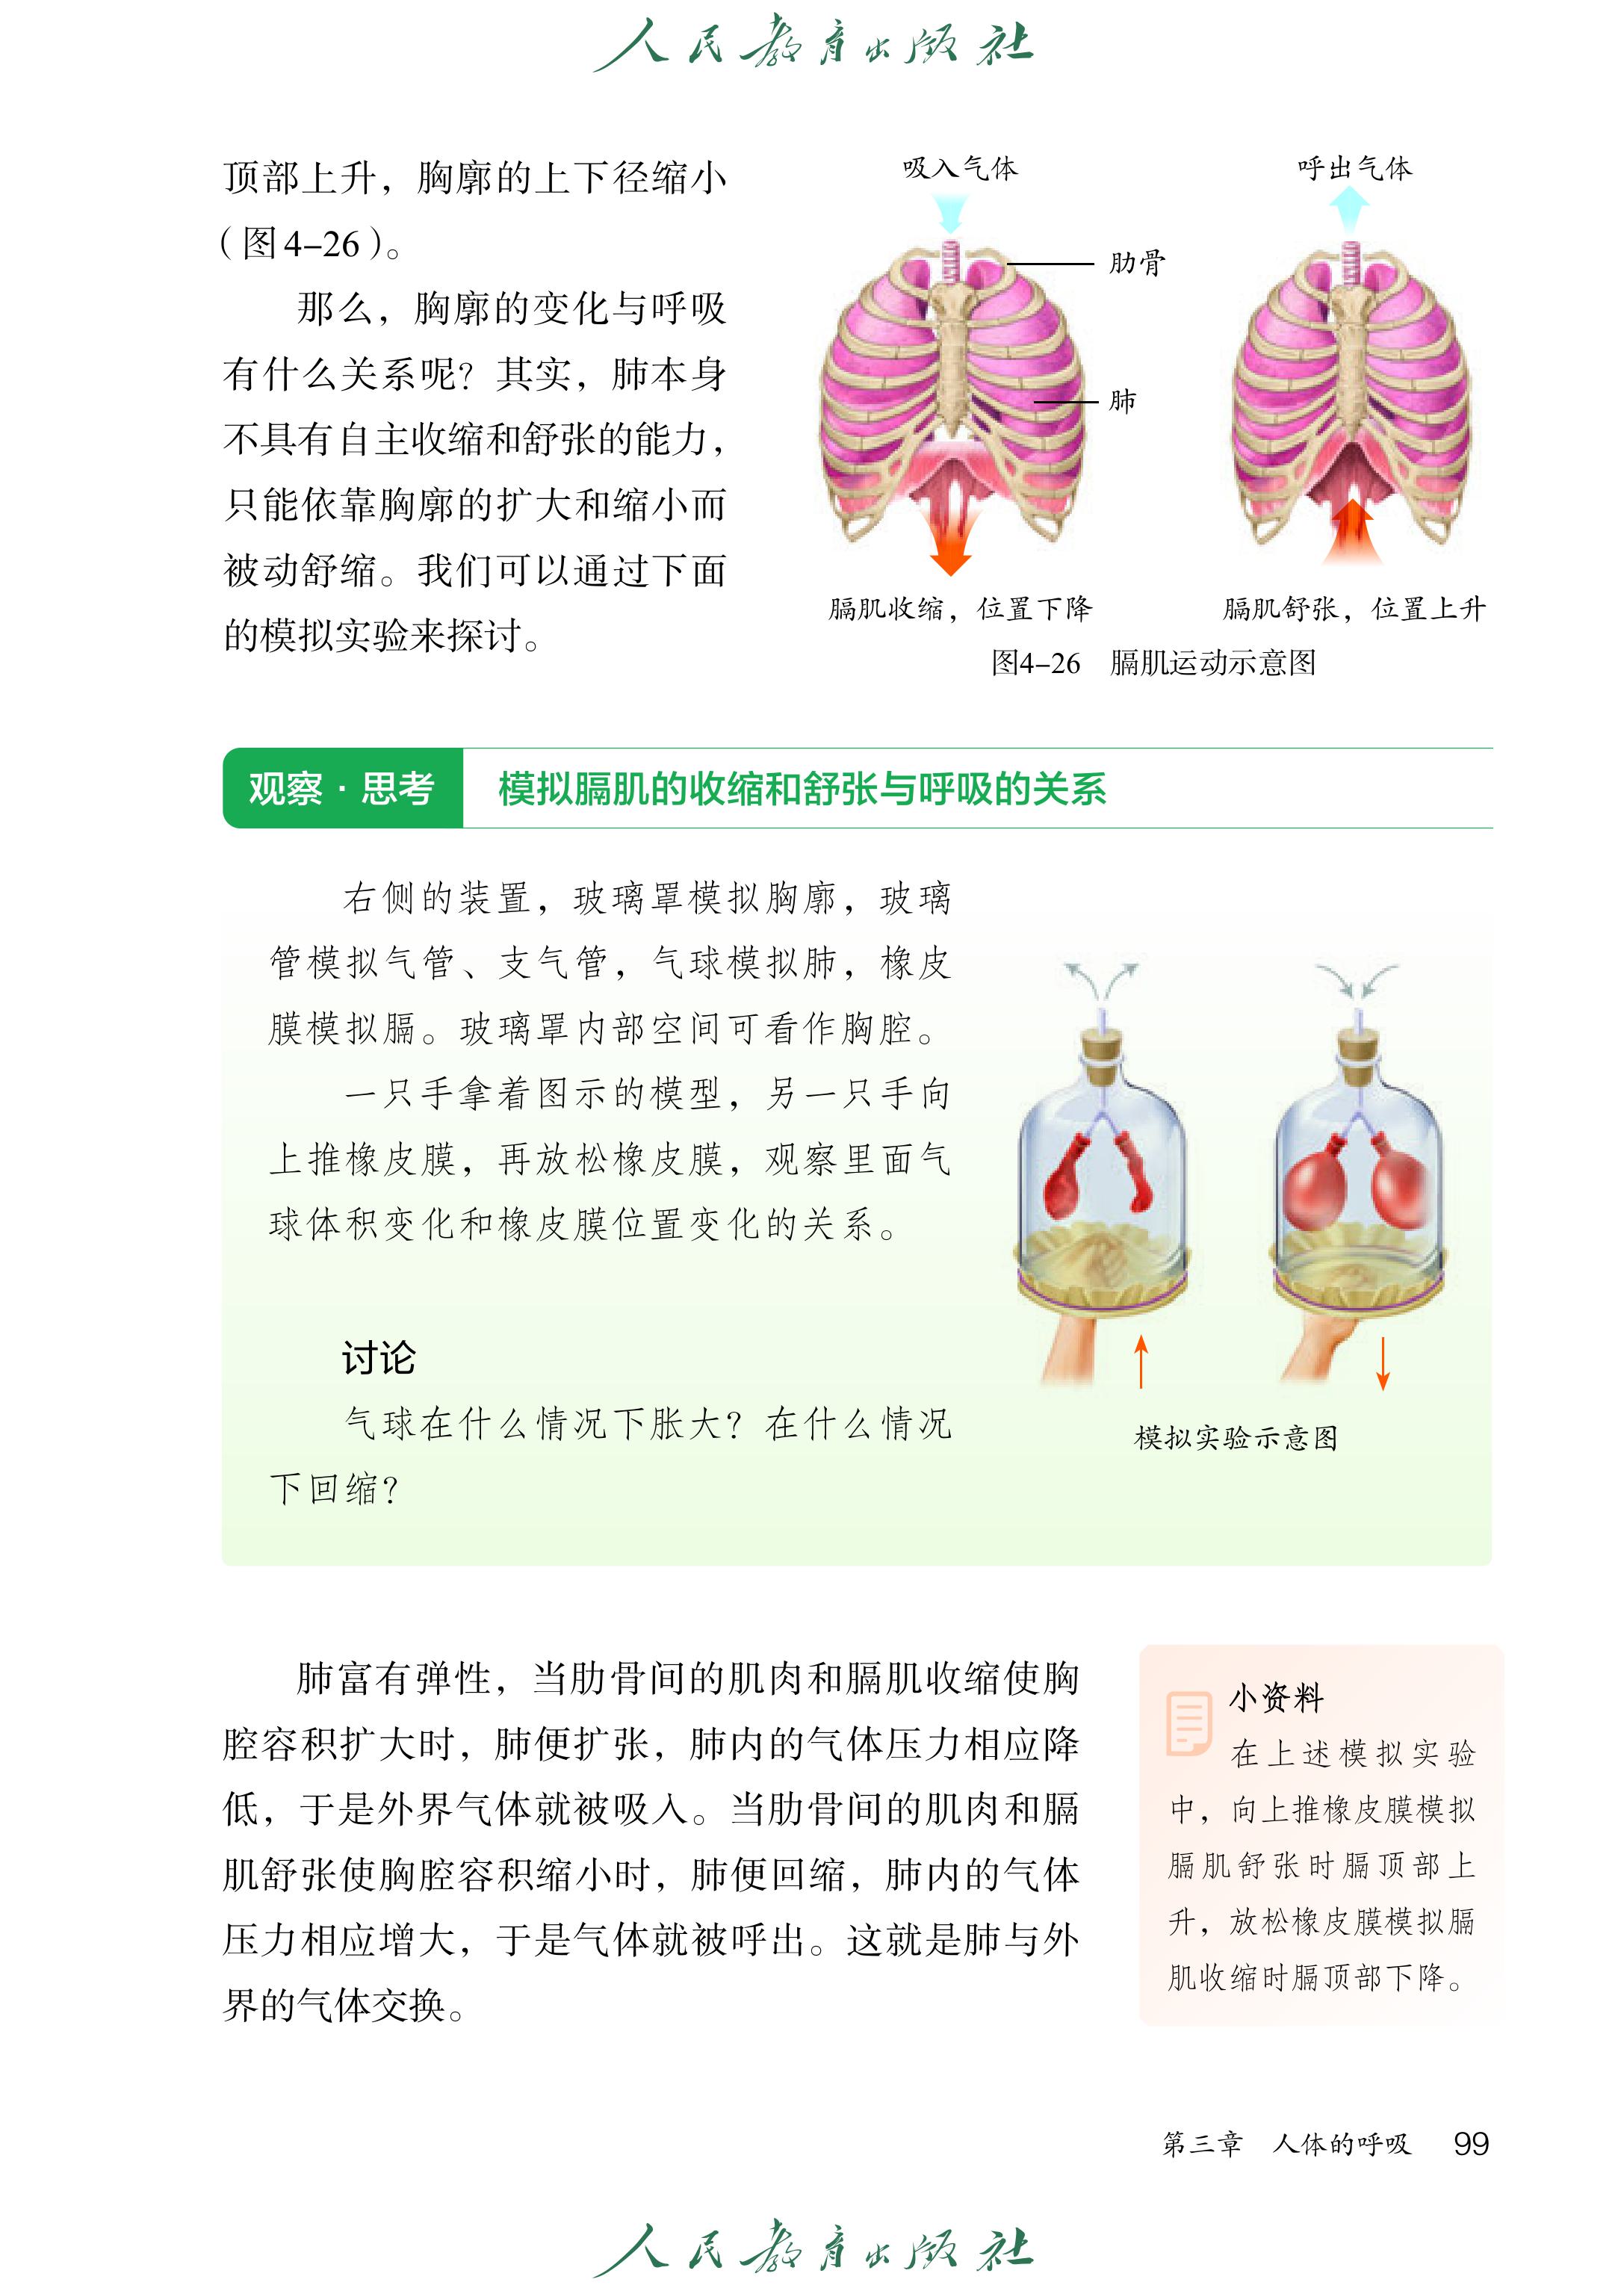 人民教育出版社
顶部上升，胸廓的上下径缩小
（图4–26）。
那么，胸廓的变化与呼吸
有什么关系呢？其实，肺本身
不具有自主收缩和舒张的能力，
只能依靠胸廓的扩大和缩小而
被动舒缩。我们可以通过下面
的模拟实验来探讨。
吸入气体
呼出气体
肋骨
肺
膈肌收缩，位置下降
膈肌舒张，位置上升
图4–26 膈肌运动示意图
观察·思考 模拟膈肌的收缩和舒张与呼吸的关系
右侧的装置，玻璃罩模拟胸廓，玻璃
管模拟气管、支气管，气球模拟肺，橡皮
膜模拟膈。玻璃罩内部空间可看作胸腔。
一只手拿着图示的模型，另一只手向
上推橡皮膜，再放松橡皮膜，观察里面气
球体积变化和橡皮膜位置变化的关系。
讨论
气球在什么情况下胀大？在什么情况
下回缩？
模拟实验示意图
肺富有弹性，当肋骨间的肌肉和膈肌收缩使胸
腔容积扩大时，肺便扩张，肺内的气体压力相应降
低，于是外界气体就被吸入。当肋骨间的肌肉和膈
肌舒张使胸腔容积缩小时，肺便回缩，肺内的气体
压力相应增大，于是气体就被呼出。这就是肺与外
界的气体交换。
小资料
在上述模拟实验
中，向上推橡皮膜模拟
膈肌舒张时膈顶部上
升，放松橡皮膜模拟膈
肌收缩时膈顶部下降。
第三章 人体的呼吸 99
人民教育出版社